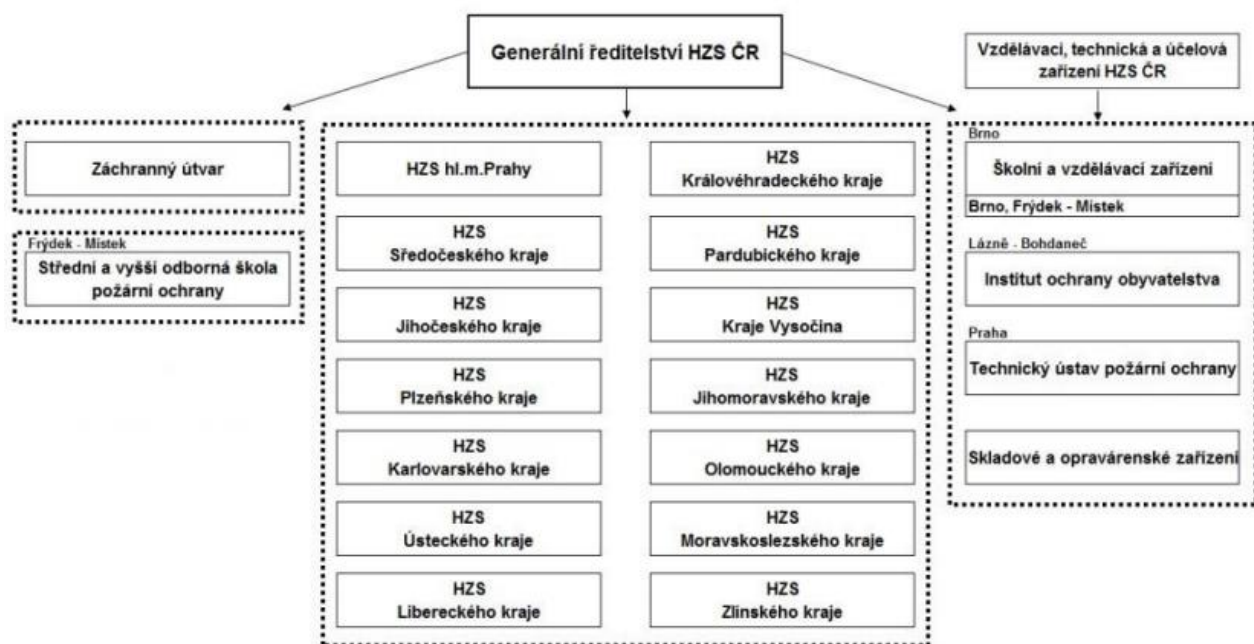 Generální ředitelství HZS ČR
Vzdělávací, technická a účelová
zařízení HZS ČR
Záchranný útvar
Frýdek - Místek
Střední a vyšší odborná škola
požární ochrany
HZS hl.m.Prahy
HZS
Královéhradeckého kraje
HZS
Středočeského kraje
HZS
Pardubického kraje
HZS
Jihočeského kraje
HZS
Kraje Vysočina
HZS
Plzeňského kraje
HZS
Jihomoravského kraje
HZS
Karlovarského kraje
HZS
Olomouckého kraje
HZS
Ústeckého kraje
HZS
Moravskoslezského kraje
HZS
Libereckého kraje
HZS
Zlínského kraje
Brno
Školní a vzdělávací zařízení
Brno, Frýdek - Místek
Lázně - Bohdaneč
Institut ochrany obyvatelstva
Praha
Technický ústav požární ochrany
Skladové a opravárenské zařízení